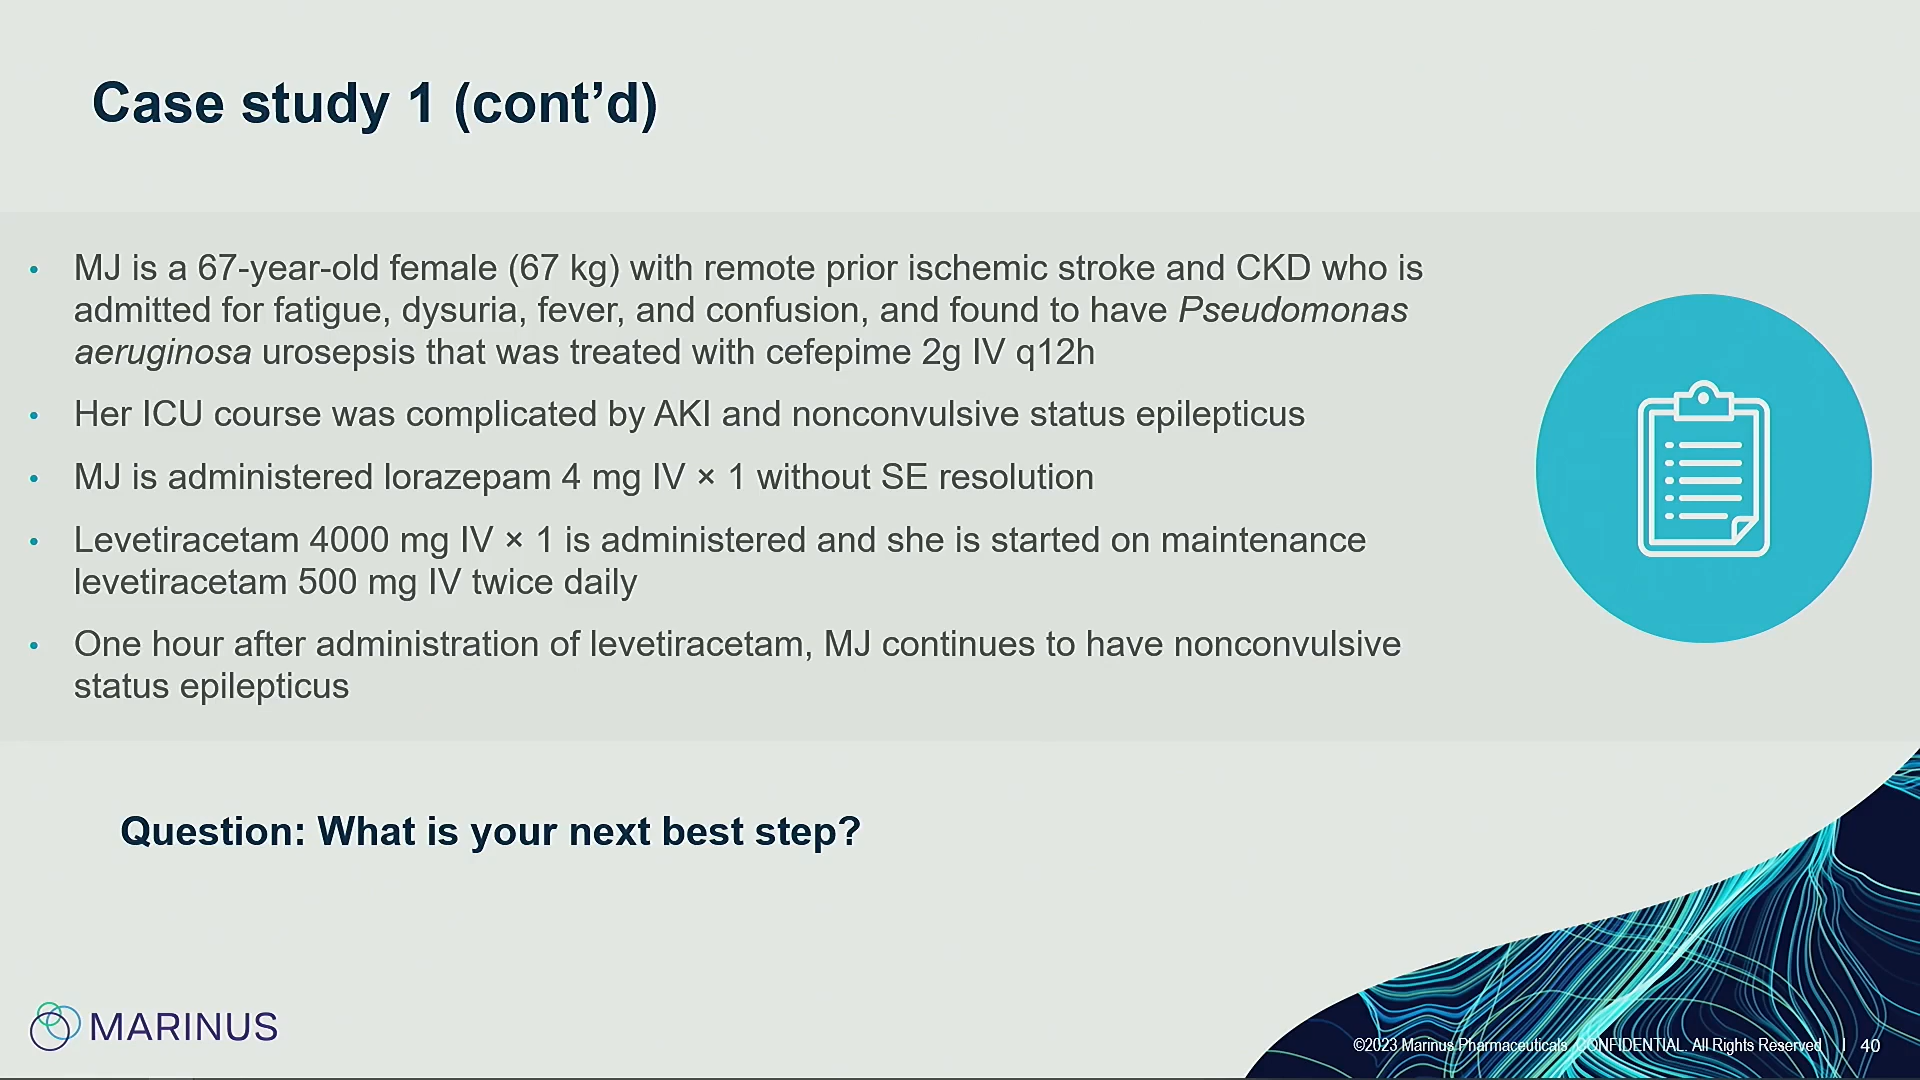 Case study 1 (cont’d)
• MJ is a 67-year-old female (67 kg) with remote prior ischemic stroke and CKD who is
admitted for fatigue, dysuria, fever, and confusion, and found to have Pseudomonas
aeruginosa urosepsis that was treated with cefepime 2g IV q12h
• Her ICU course was complicated by AKI and nonconvulsive status epilepticus
• MJ is administered lorazepam 4 mg IV × 1 without SE resolution
• Levetiracetam 4000 mg IV × 1 is administered and she is started on maintenance
levetiracetam 500 mg IV twice daily
• One hour after administration of levetiracetam, MJ continues to have nonconvulsive
status epilepticus
Question: What is your next best step?
MARINUS
©2023 Marinus Pharmaceuticals. CONFIDENTIAL. All Rights Reserved | 40